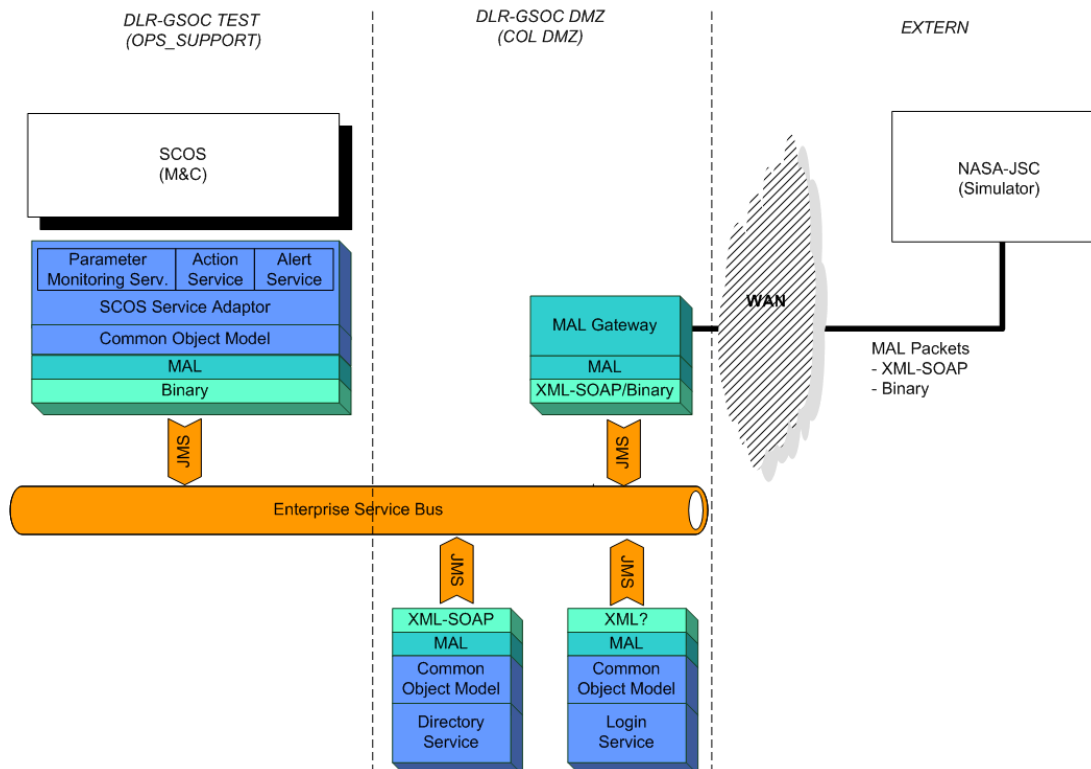 DLR-GSOC TEST
(OPS_SUPPORT)
DLR-GSOC DMZ
(COL DMZ)
EXTERN
SCOS
(M&C)
NASA-JSC
(Simulator)
Parameter
Monitoring Serv.
Action
Service
Alert
Service
SCOS Service Adaptor
Common Object Model
MAL
Binary
MAL Gateway
MAL
XML-SOAP/Binary
WAN
MAL Packets
- XML-SOAP
- Binary
JMS
JMS
Enterprise Service Bus
JMS
JMS
XML-SOAP
MAL
Common
Object Model
Directory
Service
XML?
MAL
Common
Object Model
Login
Service